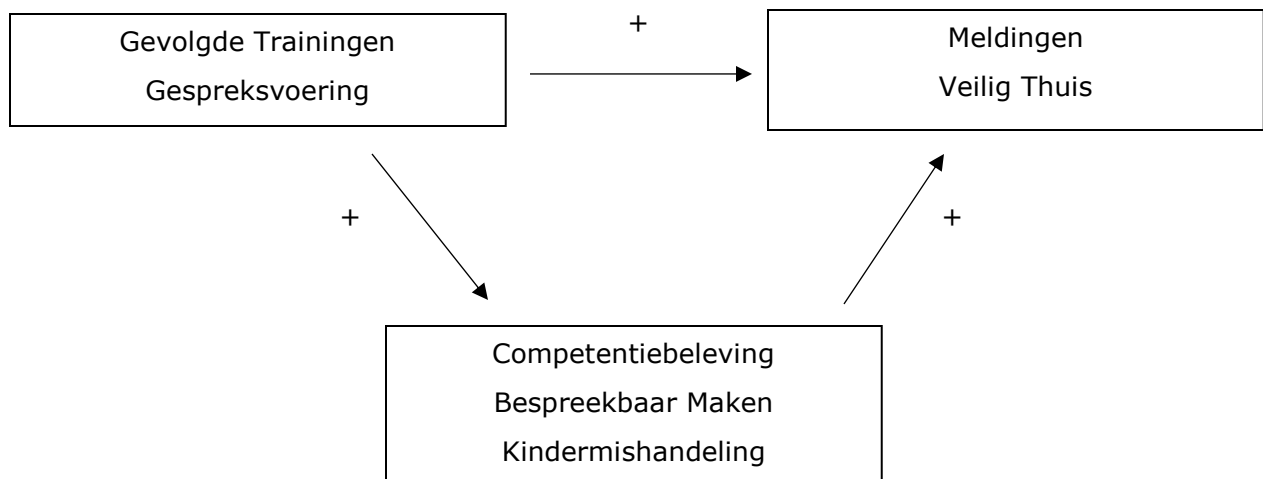 Gevolgde Trainingen
Gespreksvoering
+
Meldingen
Veilig Thuis
+
+
Competentiebeleving
Bespreekbaar Maken
Kindermishandeling